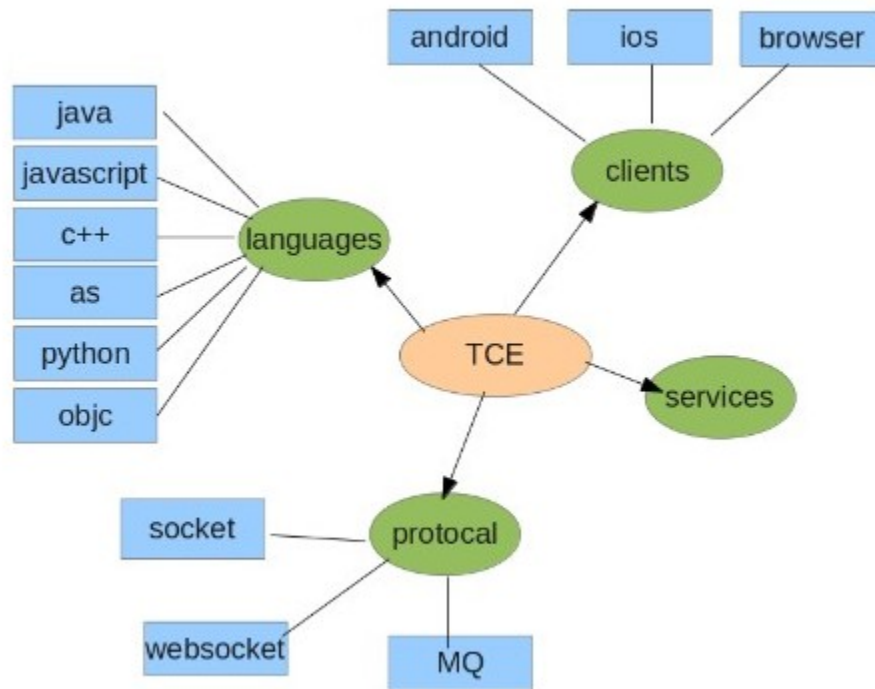 android
ios
browser
java
javascript
c++
as
python
objc
languages
clients
TCE
services
protocal
socket
websocket
MQ